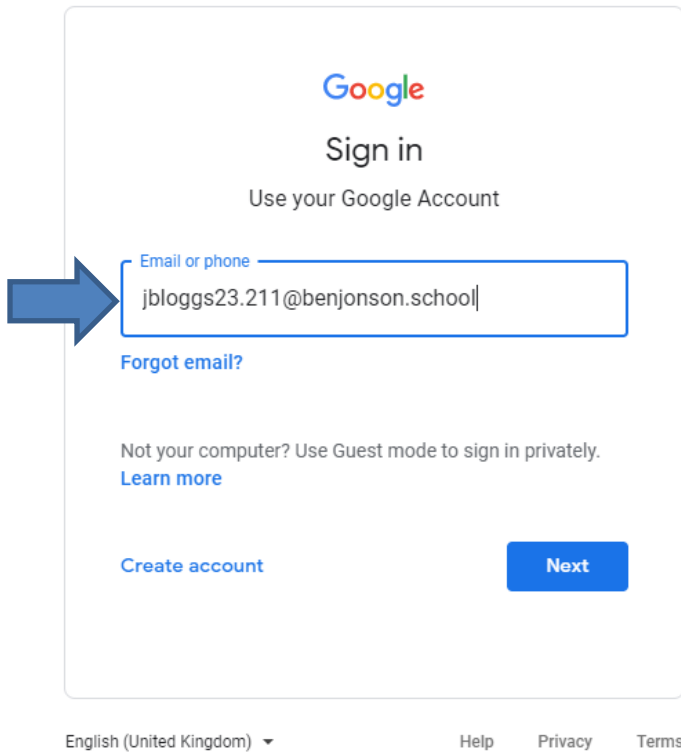 Google
Sign in
Use your Google Account
Email or phone
jbloggs23.211@benjonson.school
Forgot email?
Not your computer? Use Guest mode to sign in privately.
Learn more
Create account Next
English (United Kingdom) Help Privacy Terms